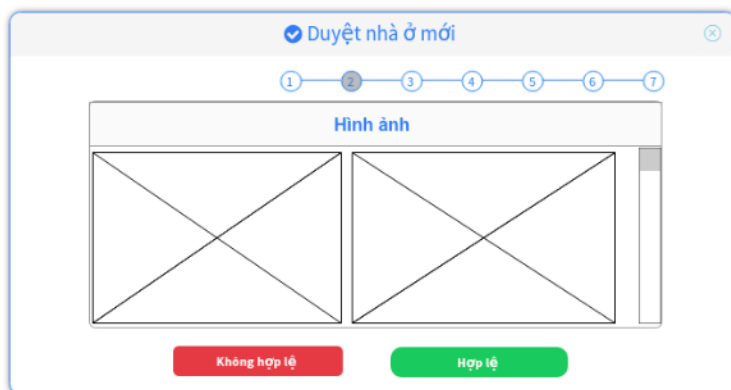 Duyệt nhà ở mới
1 2 3 4 5 6 7
Hình ảnh
Không hợp lệ Hợp lệ